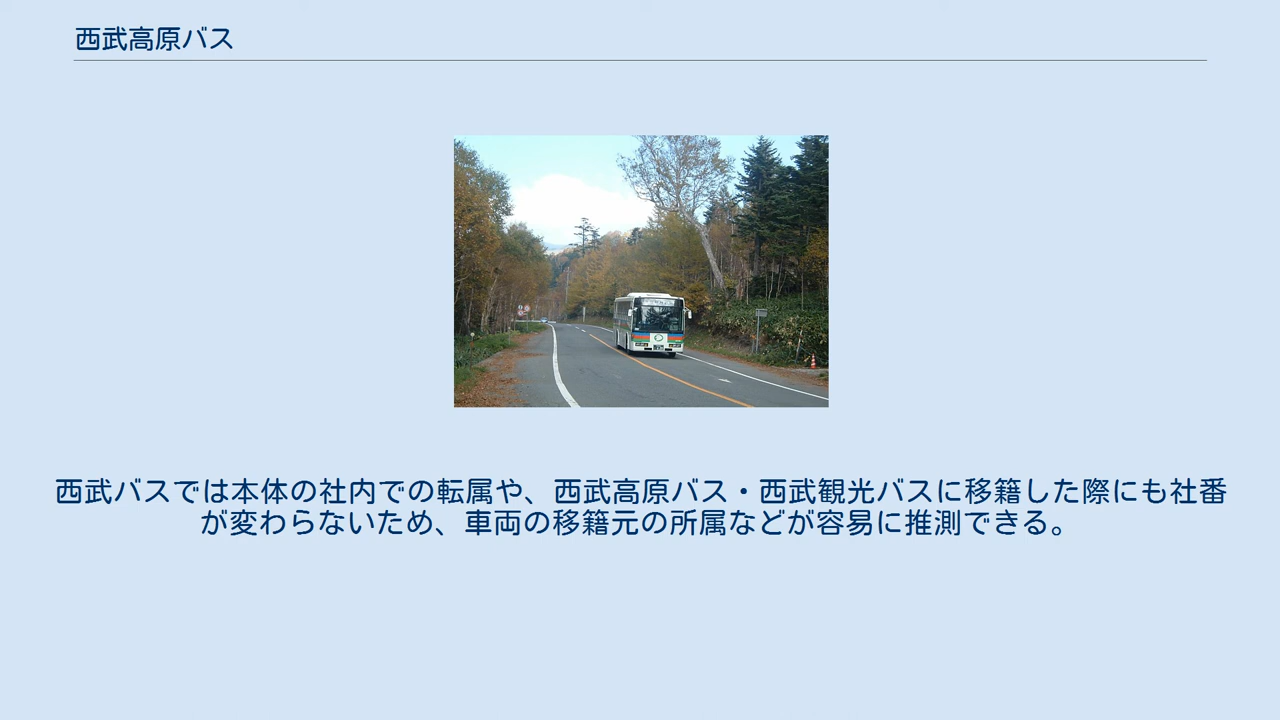 西武高原バス
西武バスでは本体の社内での転属や、西武高原バス・西武観光バスに移籍した際にも社番
が変わらないため、車両の移籍元の所属などが容易に推測できる。